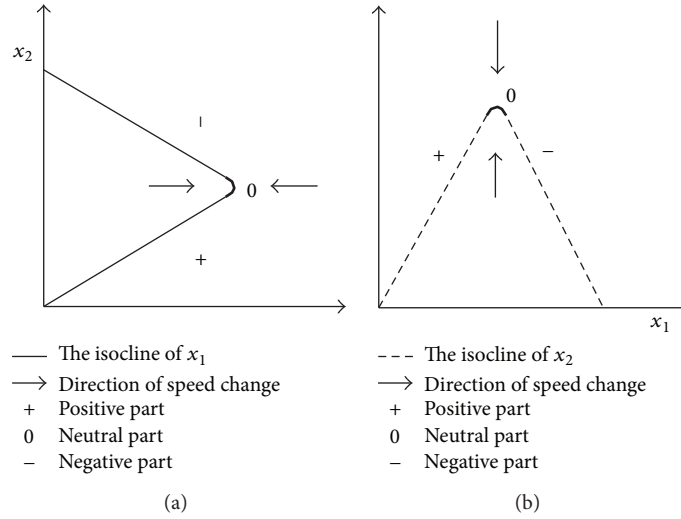 x₂
−
0
+
The isocline of x₁
Direction of speed change
+ Positive part
0 Neutral part
− Negative part
(a)
0
+
−
x₁
The isocline of x₂
Direction of speed change
+ Positive part
0 Neutral part
− Negative part
(b)